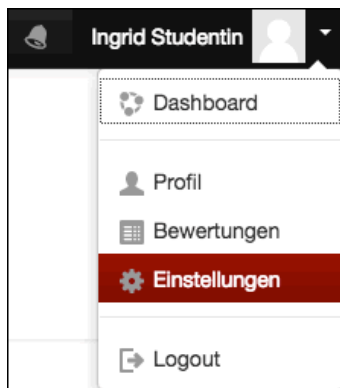 Ingrid Studentin
Dashboard
Profil
Bewertungen
Einstellungen
Logout